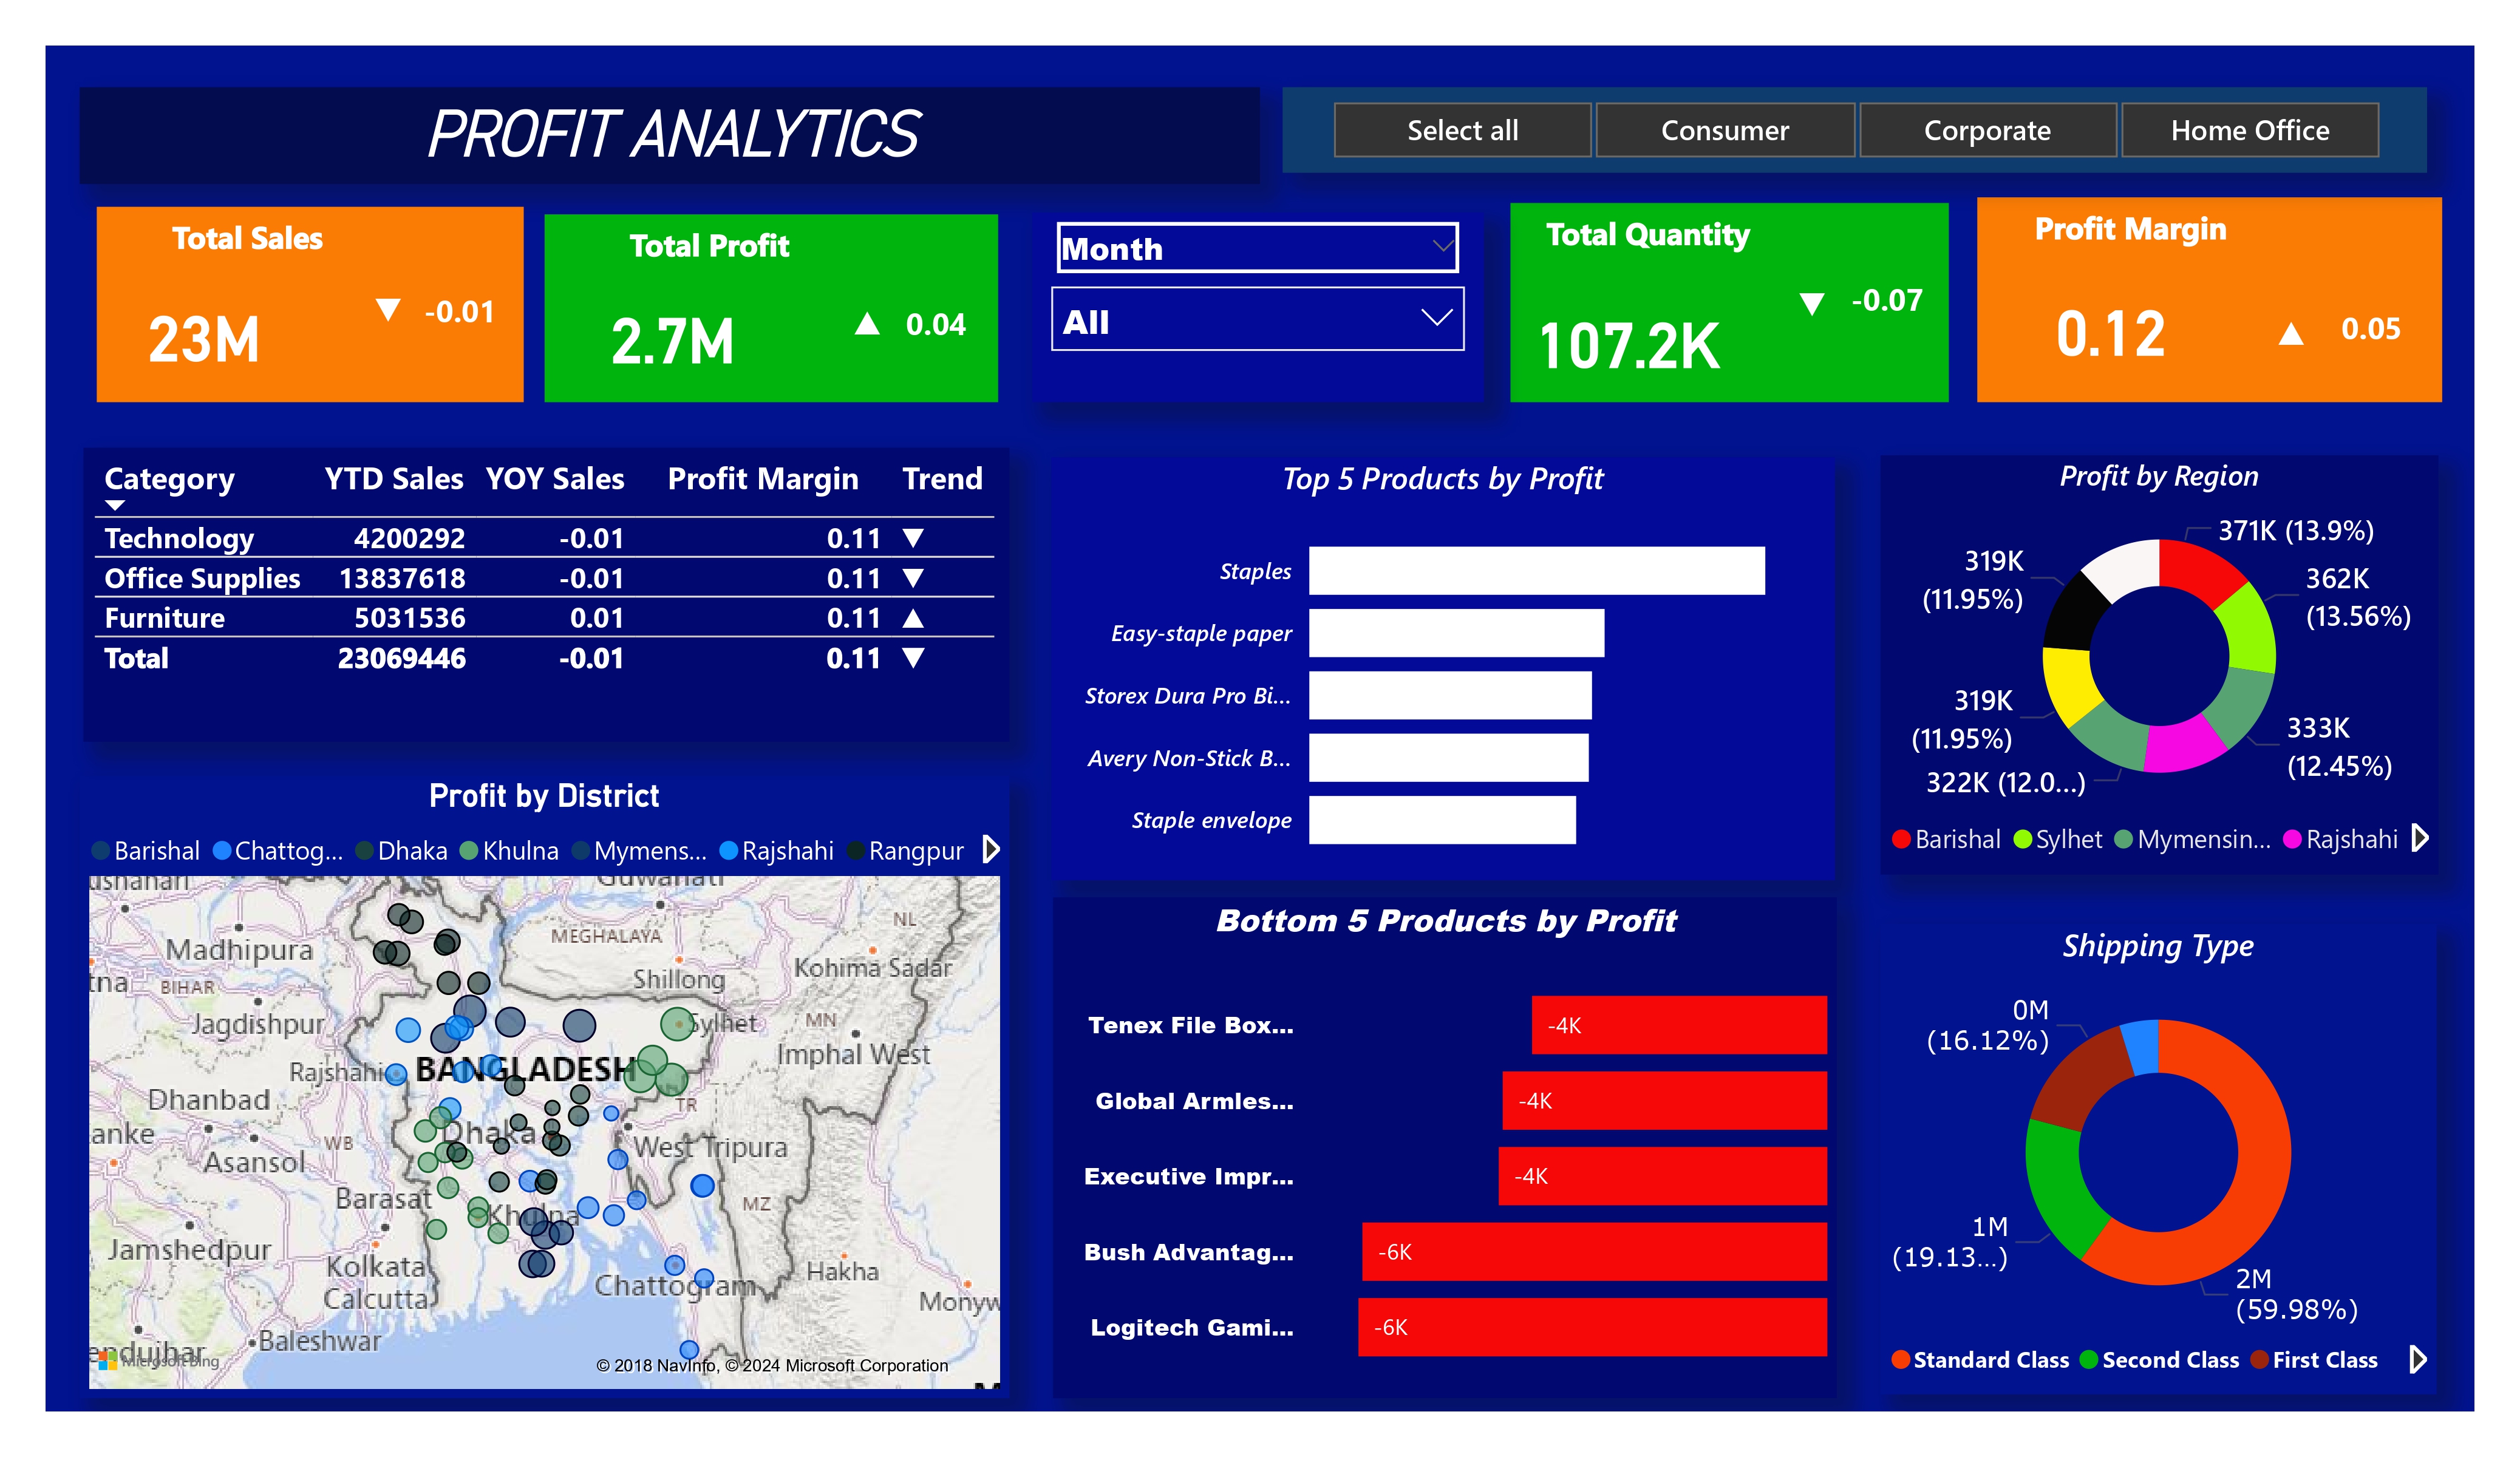 PROFIT ANALYTICS
Select all
Consumer
Corporate
Home Office
Total Sales
23M
-0.01
Total Profit
2.7M
0.04
Month
All
Total Quantity
107.2K
-0.07
Profit Margin
0.12
0.05
Category YTD Sales YOY Sales Profit Margin Trend
Technology 4200292 -0.01 0.11
Office Supplies 13837618 -0.01 0.11
Furniture 5031536 0.01 0.11
Total 23069446 -0.01 0.11
Top 5 Products by Profit
Staples
Easy-staple paper
Storex Dura Pro Bi...
Avery Non-Stick B...
Staple envelope
Profit by Region
371K (13.9%)
362K
(13.56%)
333K
(12.45%)
322K (12.0...)
319K
(11.95%)
319K
(11.95%)
Barishal Sylhet Mymensin... Rajshahi
Profit by District
Barishal Chattog... Dhaka Khulna Mymens... Rajshahi Rangpur
Guwahati
NL
Madhipura
MEGHALAYA
Kohima Sadar
Shillong
tna
BIHAR
Jagdishpur
Sylhet
MN
Imphal West
Rajshahi
BANGLADESH
Dhanbad
TR
anke
WB
Dhaka
West Tripura
Asansol
Barasat
Khulna
MZ
Jamshedpur
Kolkata
Calcutta
Chattogram
Hakha
Monyw
Baleshwar
endujhar
Microsoft Bing
© 2018 NavInfo, © 2024 Microsoft Corporation
Bottom 5 Products by Profit
Tenex File Box... -4K
Global Armles... -4K
Executive Impr... -4K
Bush Advantag... -6K
Logitech Gami... -6K
Shipping Type
0M
(16.12%)
1M
(19.13...)
2M
(59.98%)
Standard Class Second Class First Class